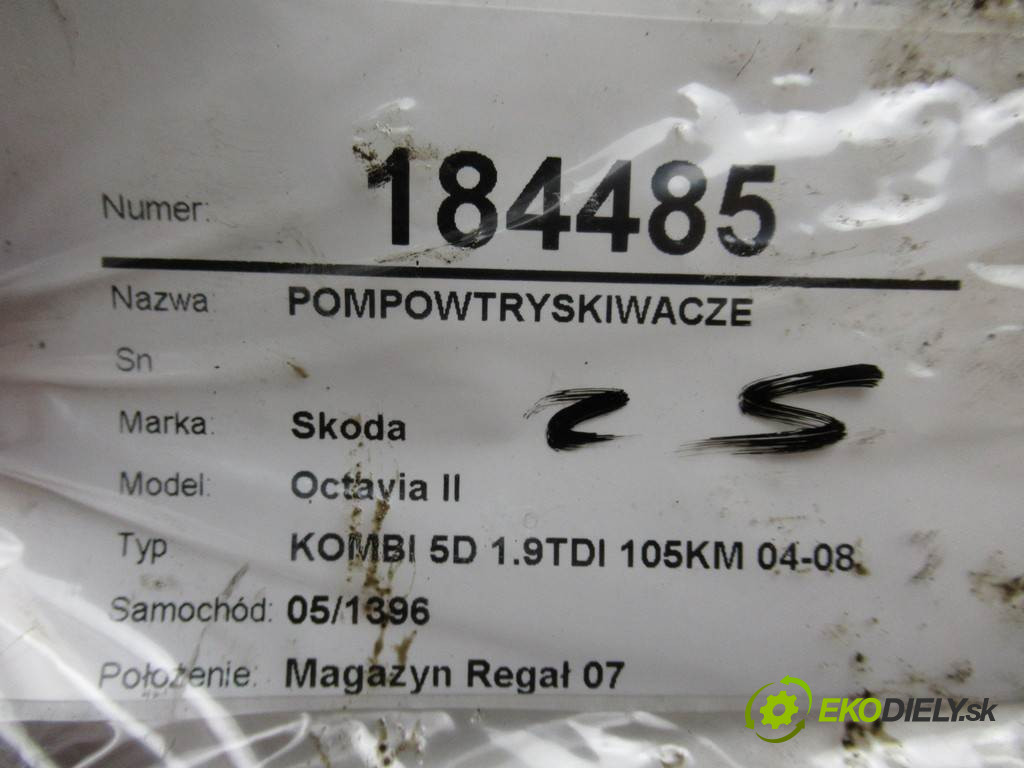 Numer: 184485
Nazwa POMPOWTRYSKIWACZE
Sn
25
Marka: Skoda
Model: Octavia II
Typ KOMBI 5D 1.9TDI 105KM 04-08
Samochód: 05/1396
Położenie: Magazyn Regał 07
EKODIELY.sk